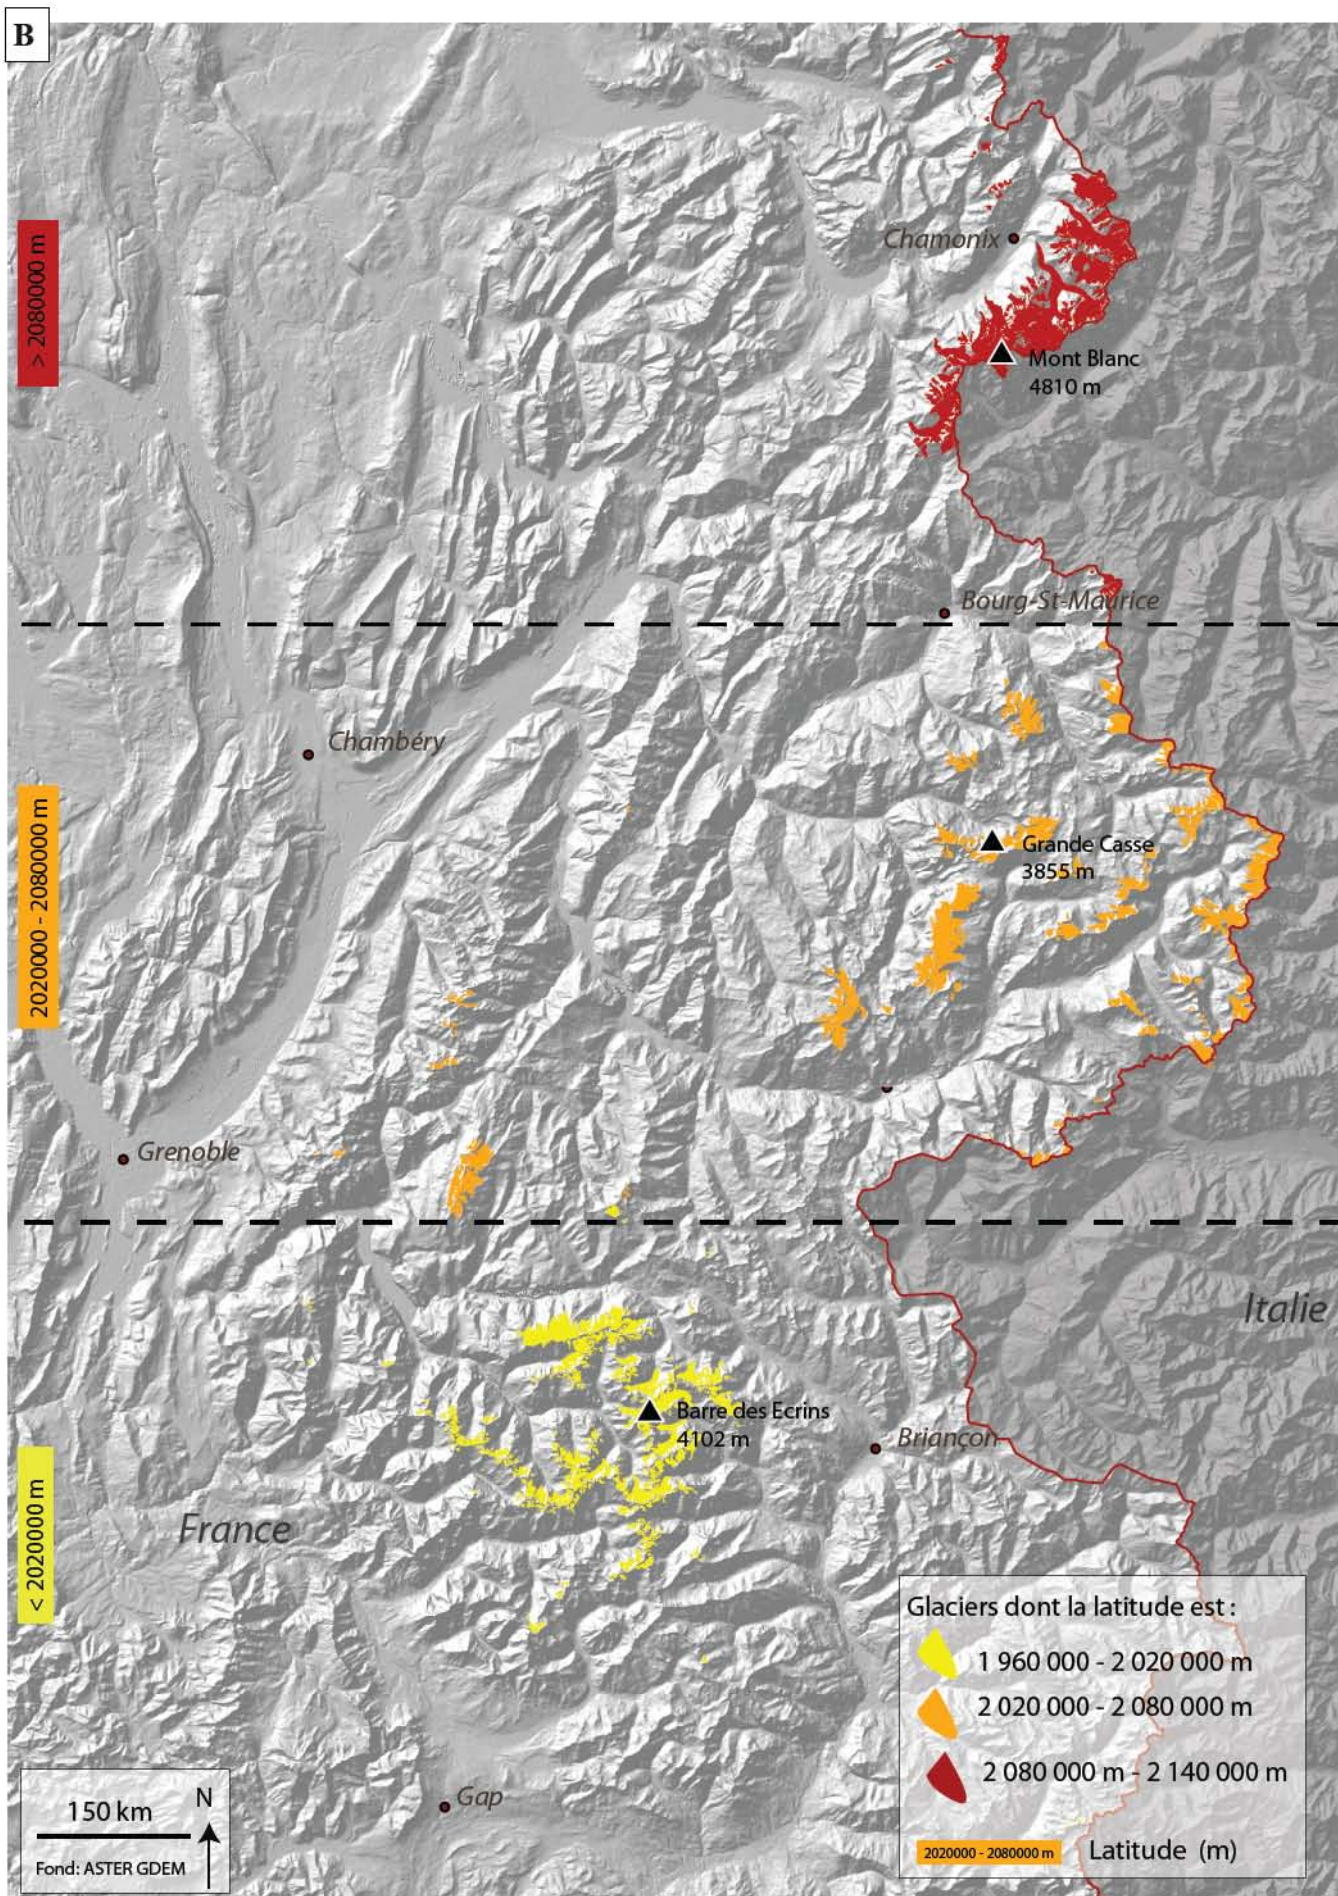 B
> 2080000 m
Chamonix
Mont Blanc
4810 m
Bourg-St-Maurice
Chambéry
2020000 - 2080000 m
Grande Casse
3855 m
Grenoble
Italie
Barre des Ecrins
4102 m
Briançon
< 2020000 m
France
Glaciers dont la latitude est :
1 960 000 - 2 020 000 m
2 020 000 - 2 080 000 m
2 080 000 m - 2 140 000 m
2020000 - 2080000 m
Latitude (m)
150 km
N
Fond: ASTER GDEM
Gap